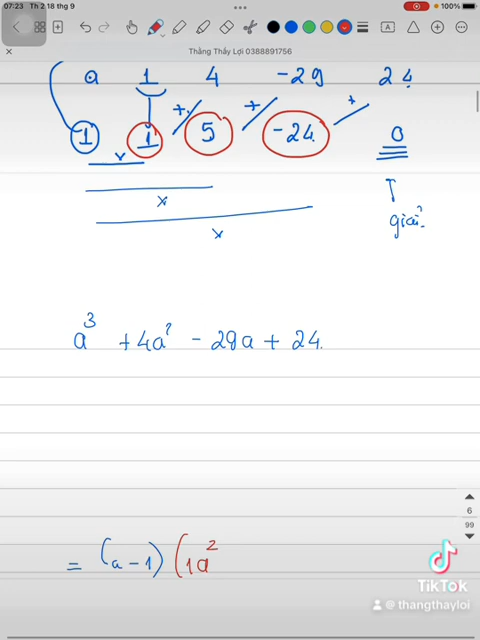 07:23 Th 2 18 thg 9
100%
Thằng Thầy Lợi 0388891756
a 1 4 -29 24
+ + +
1 1 5 -24 0
x
x
x
giải?
a³ + 4a² - 29a + 24.
6
99
= (a - 1) (1a²
TikTok
@thangthayloi